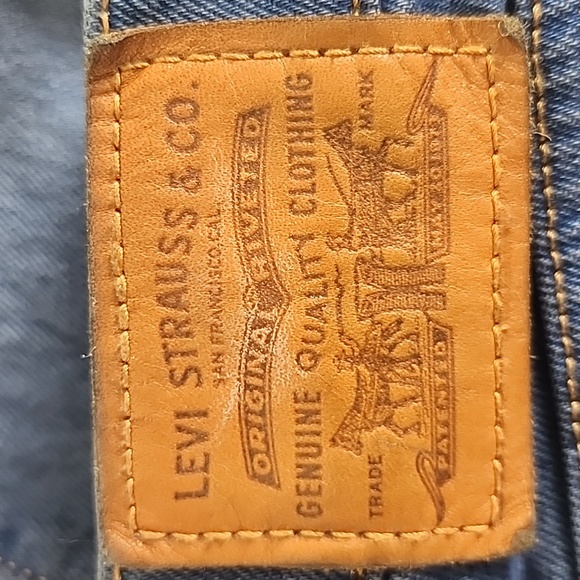 LEVI STRAUSS & CO.
SAN FRANCISCO, CAL.
ORIGINAL RIVETED
GENUINE QUALITY CLOTHING
TRADE MARK
PATENTED